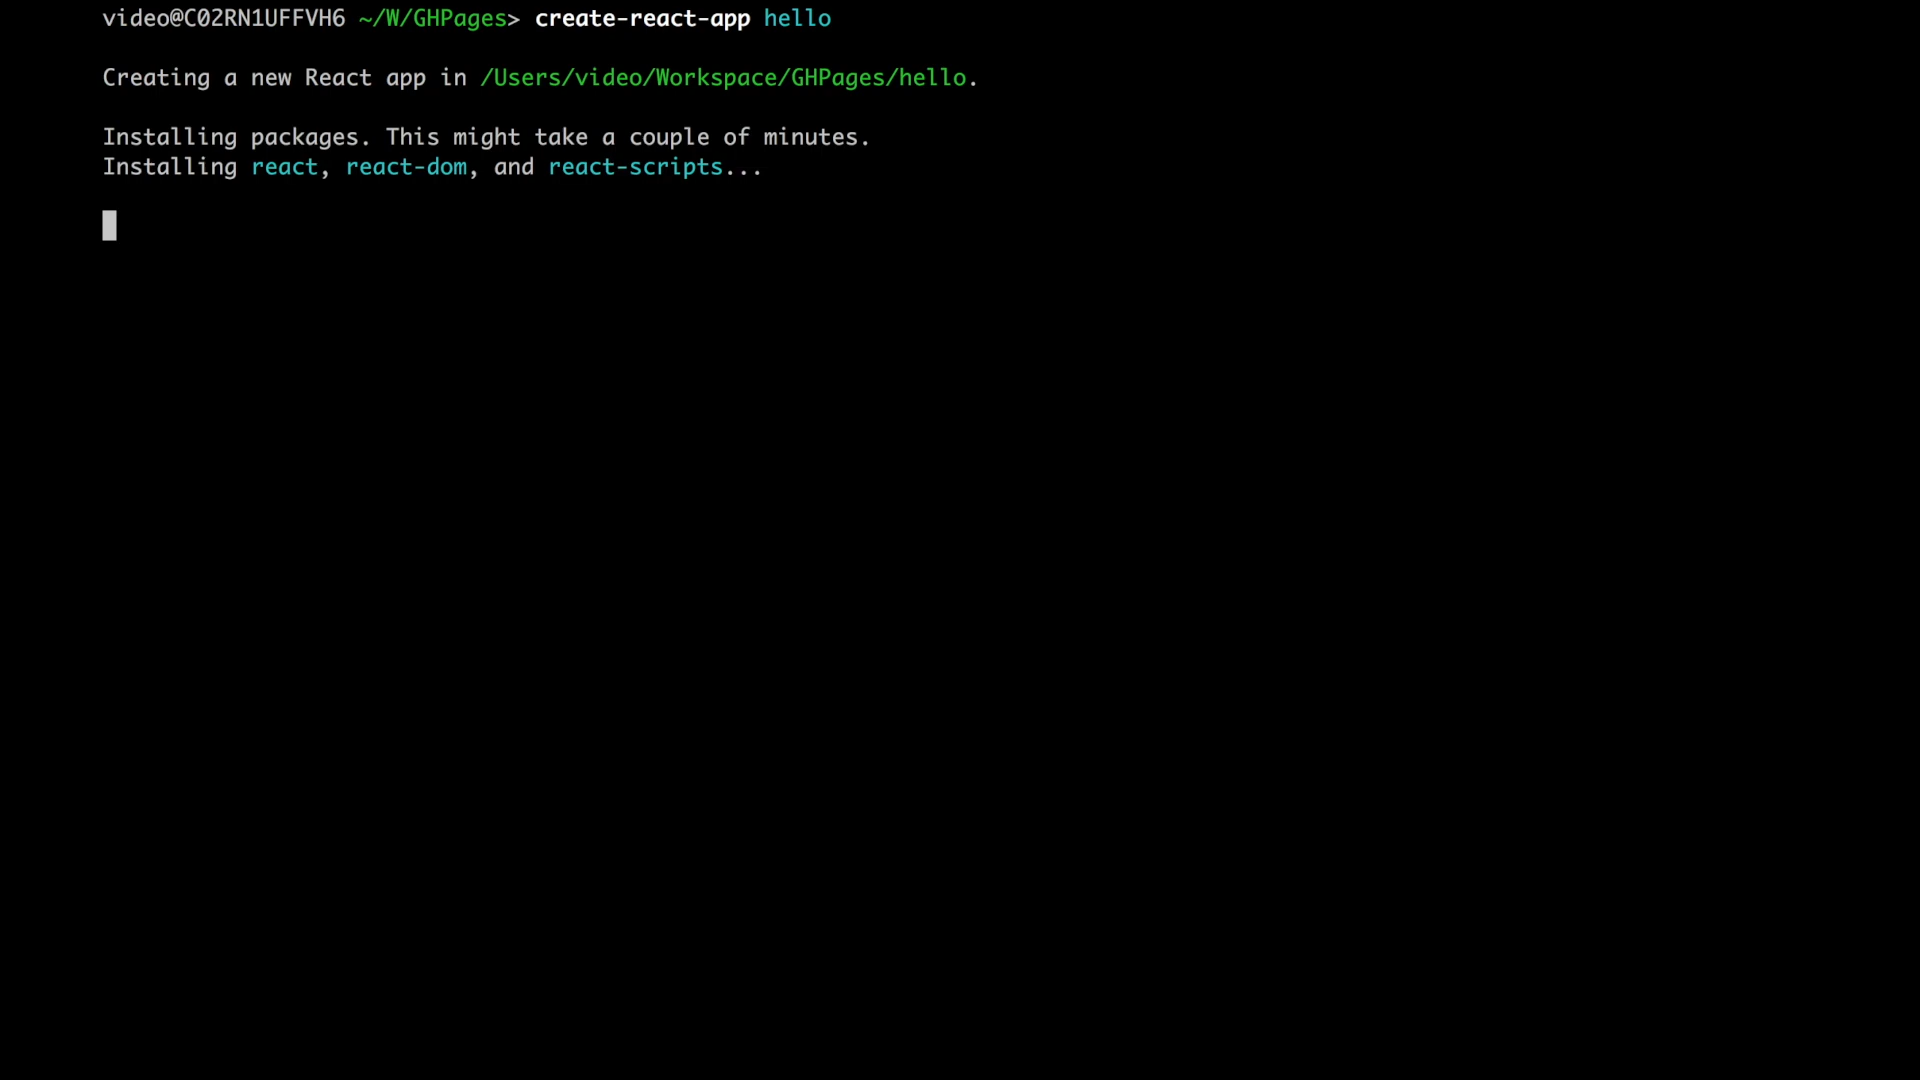 video@C02RN1UFFVH6 ~/W/GHPages> create-react-app hello
Creating a new React app in /Users/video/Workspace/GHPages/hello.
Installing packages. This might take a couple of minutes.
Installing react, react-dom, and react-scripts...